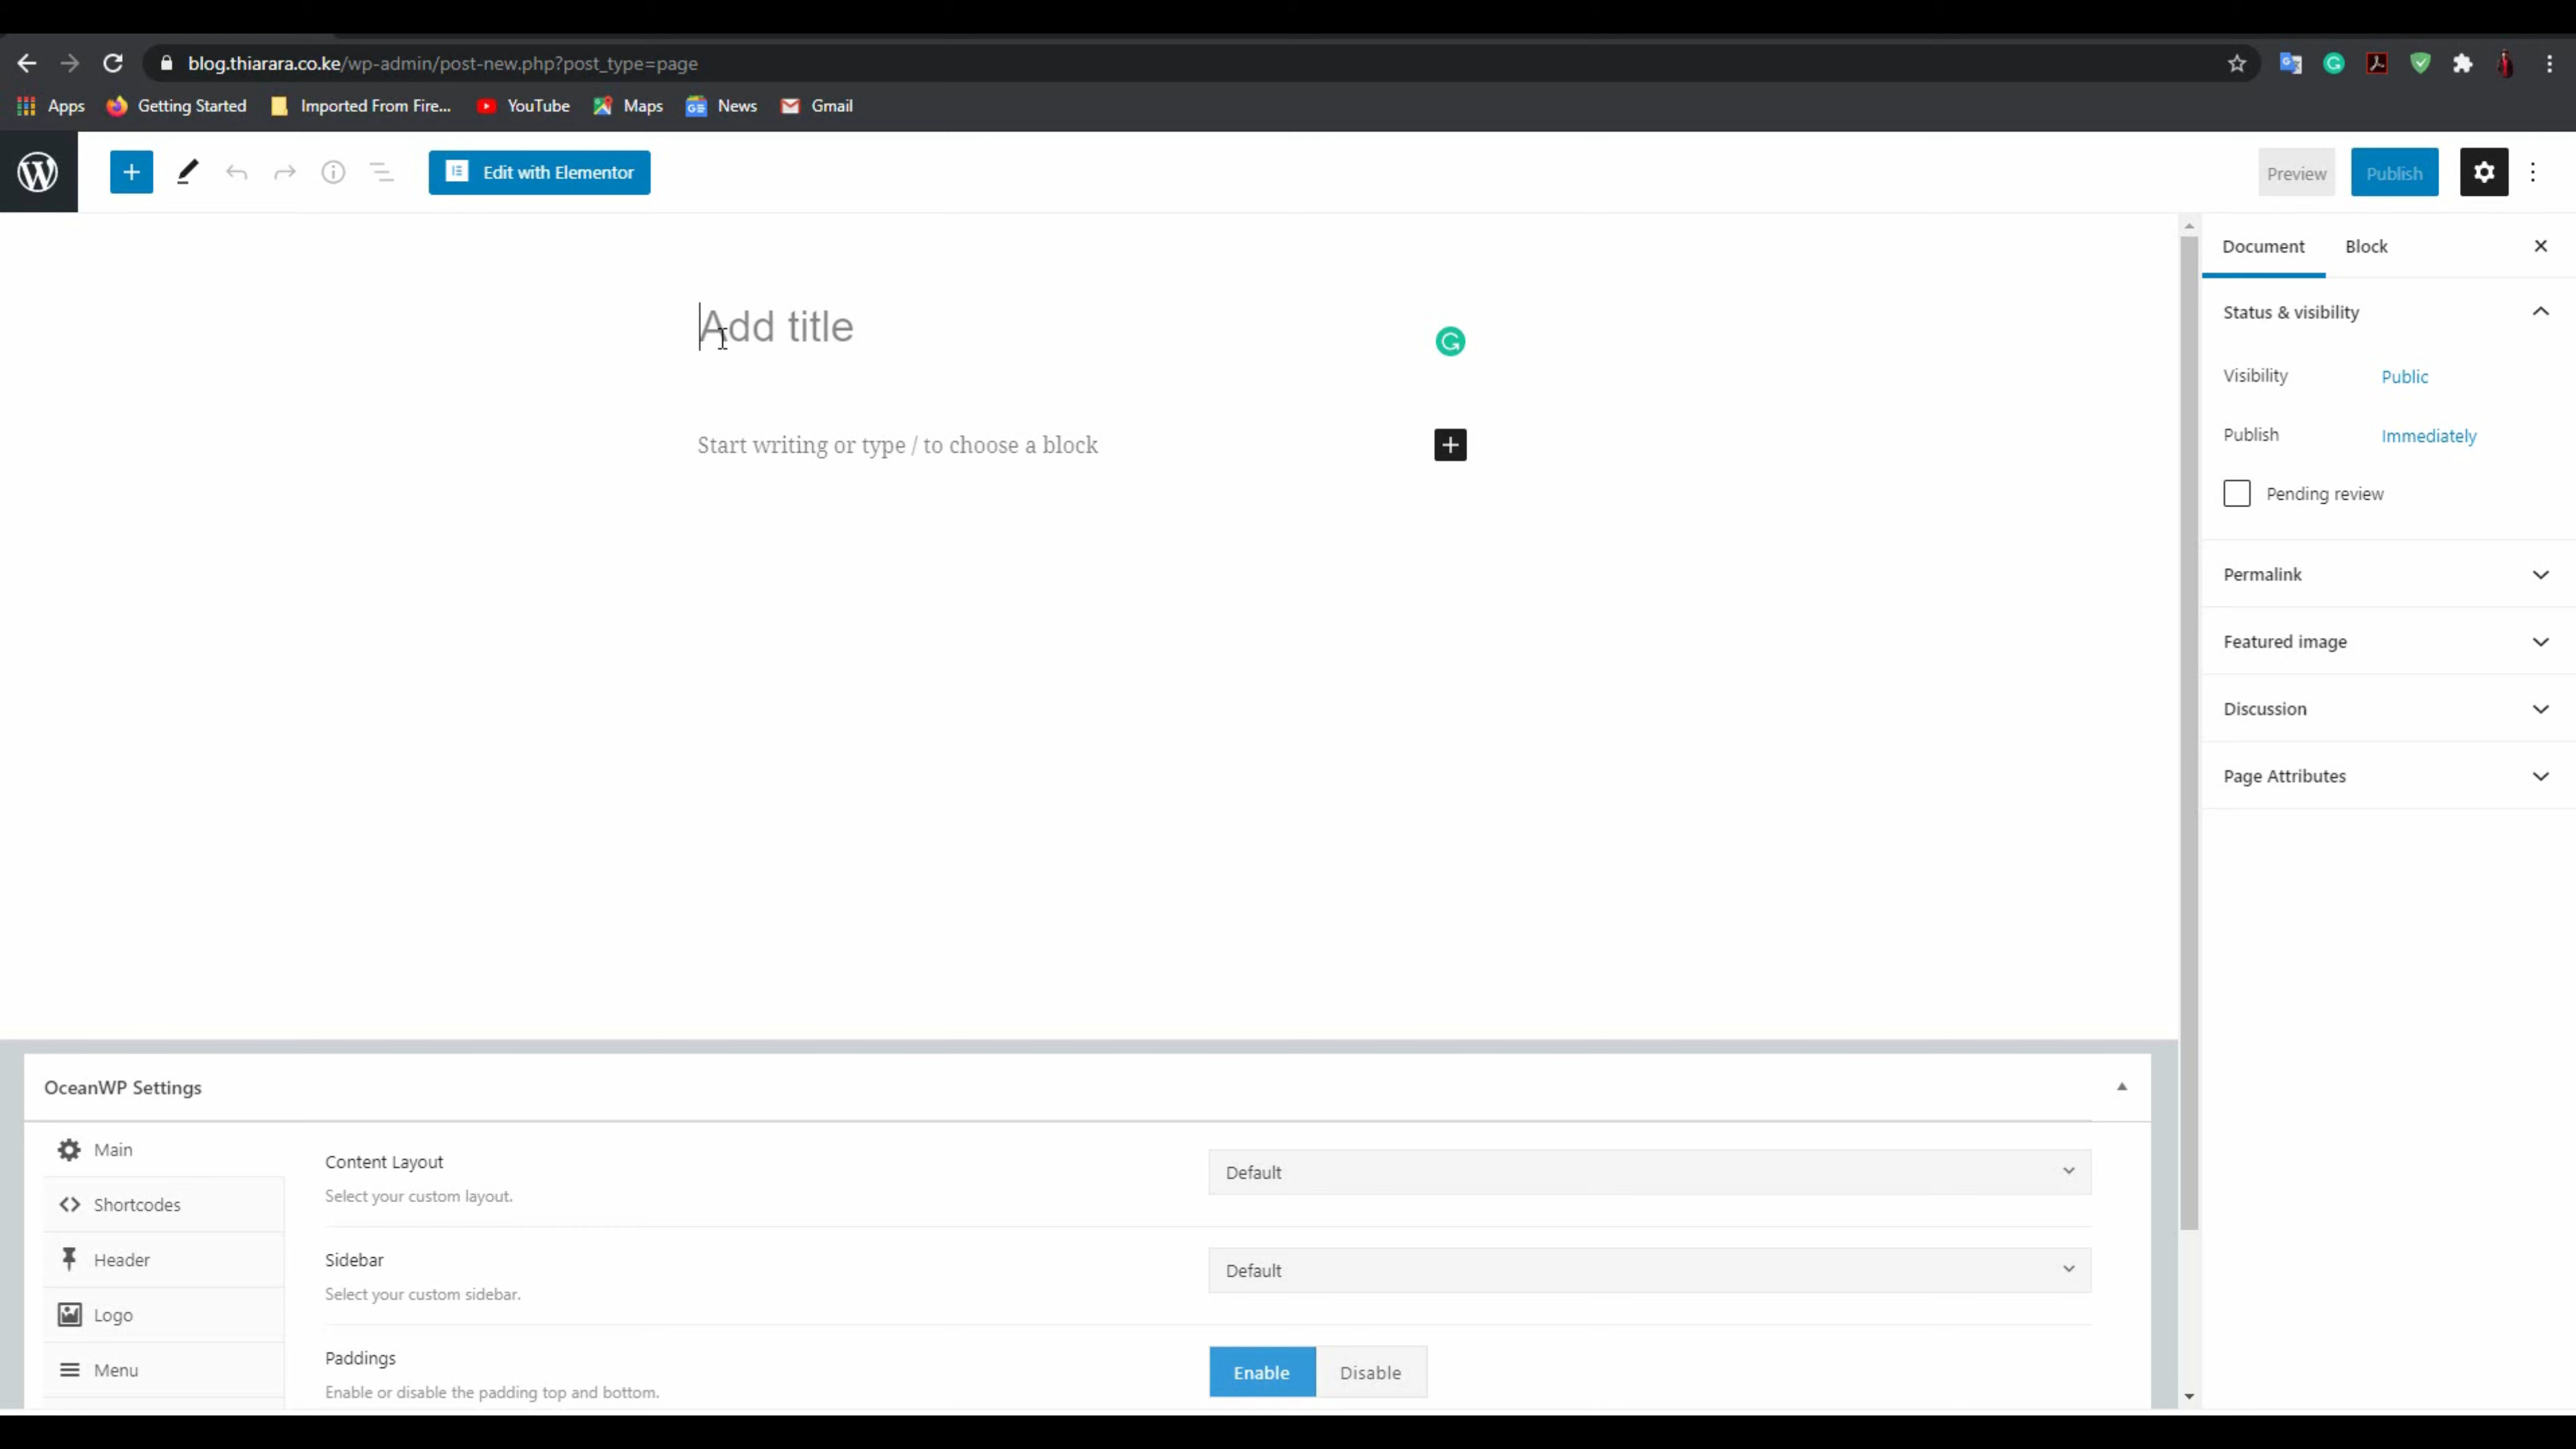 blog.thiarara.co.ke/wp-admin/post-new.php?post_type=page
Apps Getting Started Imported From Fire... YouTube Maps News Gmail
Edit with Elementor Preview Publish
Document Block
Add title
Start writing or type / to choose a block
Status & visibility
Visibility Public
Publish Immediately
Pending review
Permalink
Featured image
Discussion
Page Attributes
OceanWP Settings
Main
Shortcodes
Header
Logo
Menu
Content Layout Default
Select your custom layout.
Sidebar Default
Select your custom sidebar.
Paddings Enable Disable
Enable or disable the padding top and bottom.